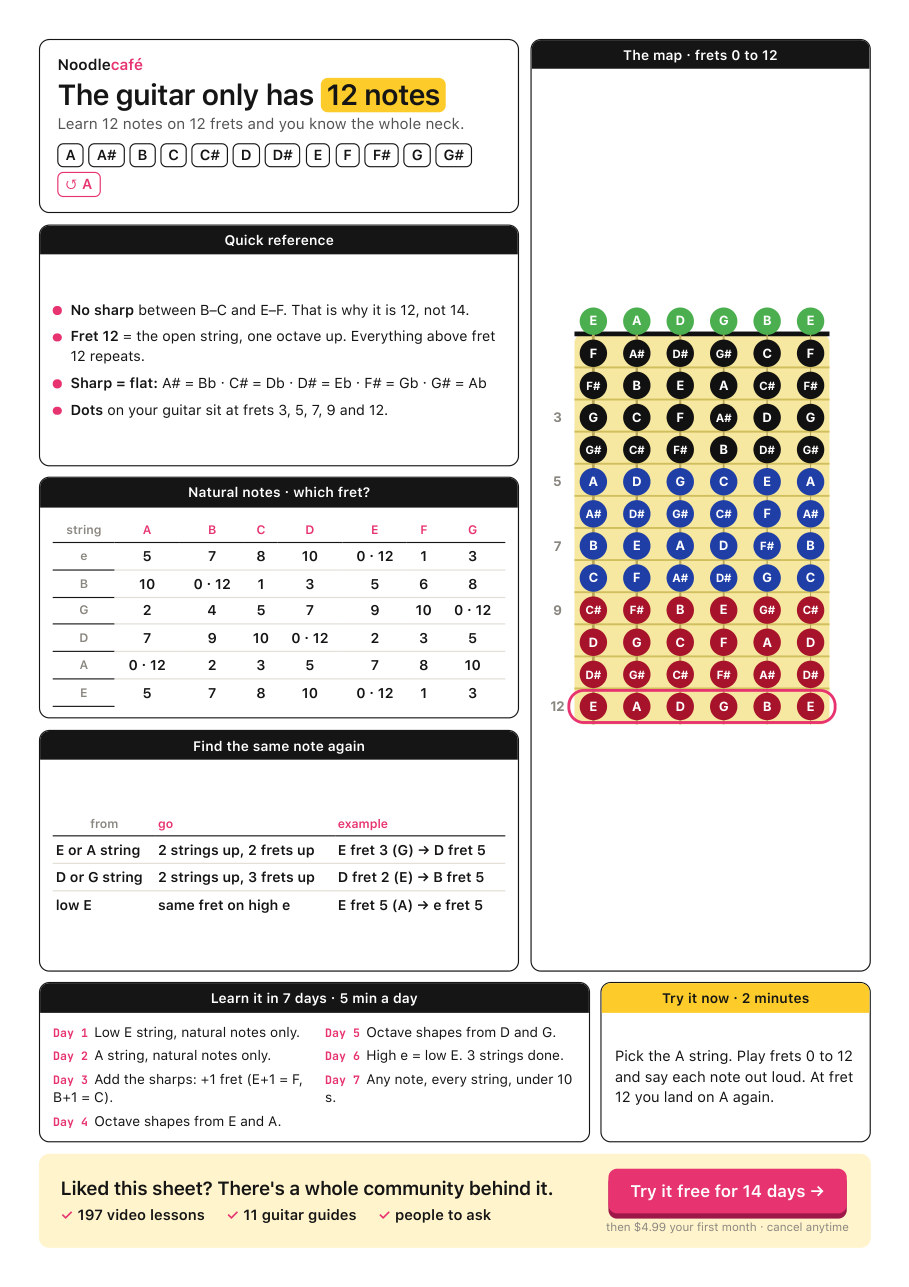 Noodlecafé
The guitar only has 12 notes
Learn 12 notes on 12 frets and you know the whole neck.
A A# B C C# D D# E F F# G G#
↺ A
Quick reference
No sharp between B–C and E–F. That is why it is 12, not 14.
Fret 12 = the open string, one octave up. Everything above fret
12 repeats.
Sharp = flat: A# = Bb · C# = Db · D# = Eb · F# = Gb · G# = Ab
Dots on your guitar sit at frets 3, 5, 7, 9 and 12.
Natural notes · which fret?
string A B C D E F G
e 5 7 8 10 0 · 12 1 3
B 10 0 · 12 1 3 5 6 8
G 2 4 5 7 9 10 0 · 12
D 7 9 10 0 · 12 2 3 5
A 0 · 12 2 3 5 7 8 10
E 5 7 8 10 0 · 12 1 3
Find the same note again
from go example
E or A string 2 strings up, 2 frets up E fret 3 (G) → D fret 5
D or G string 2 strings up, 3 frets up D fret 2 (E) → B fret 5
low E same fret on high e E fret 5 (A) → e fret 5
The map · frets 0 to 12
E A D G B E
F A# D# G# C F
F# B E A C# F#
3 G C F A# D G
G# C# F# B D# G#
5 A D G C E A
A# D# G# C# F A#
7 B E A D F# B
C F A# D# G C
9 C# F# B E G# C#
D G C F A D
D# G# C# F# A# D#
12 E A D G B E
Learn it in 7 days · 5 min a day
Day 1 Low E string, natural notes only.
Day 2 A string, natural notes only.
Day 3 Add the sharps: +1 fret (E+1 = F,
B+1 = C).
Day 4 Octave shapes from E and A.
Day 5 Octave shapes from D and G.
Day 6 High e = low E. 3 strings done.
Day 7 Any note, every string, under 10
s.
Try it now · 2 minutes
Pick the A string. Play frets 0 to 12
and say each note out loud. At fret
12 you land on A again.
Liked this sheet? There's a whole community behind it.
✓ 197 video lessons ✓ 11 guitar guides ✓ people to ask
Try it free for 14 days →
then $4.99 your first month · cancel anytime